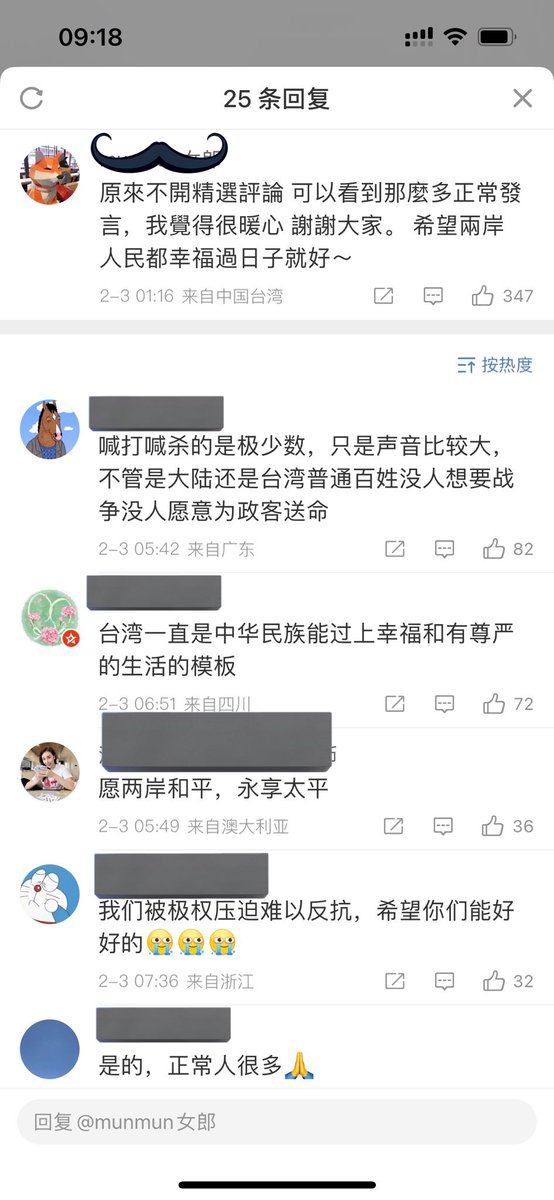 09:18
25 条回复
女郎
原來不開精選評論 可以看到那麼多正常發
言，我覺得很暖心 謝謝大家。 希望兩岸
人民都幸福過日子就好～
2-3 01:16 来自中国台湾
347
按热度
喊打喊杀的是极少数，只是声音比较大，
不管是大陆还是台湾普通百姓没人想要战
争没人愿意为政客送命
2-3 05:42 来自广东
82
台湾一直是中华民族能过上幸福和有尊严
的生活的模板
2-3 06:51 来自四川
72
愿两岸和平，永享太平
2-3 05:49 来自澳大利亚
36
我们被极权压迫难以反抗，希望你们能好
好的😭😭😭
2-3 07:36 来自浙江
32
是的，正常人很多🙏
回复 @munmun女郎